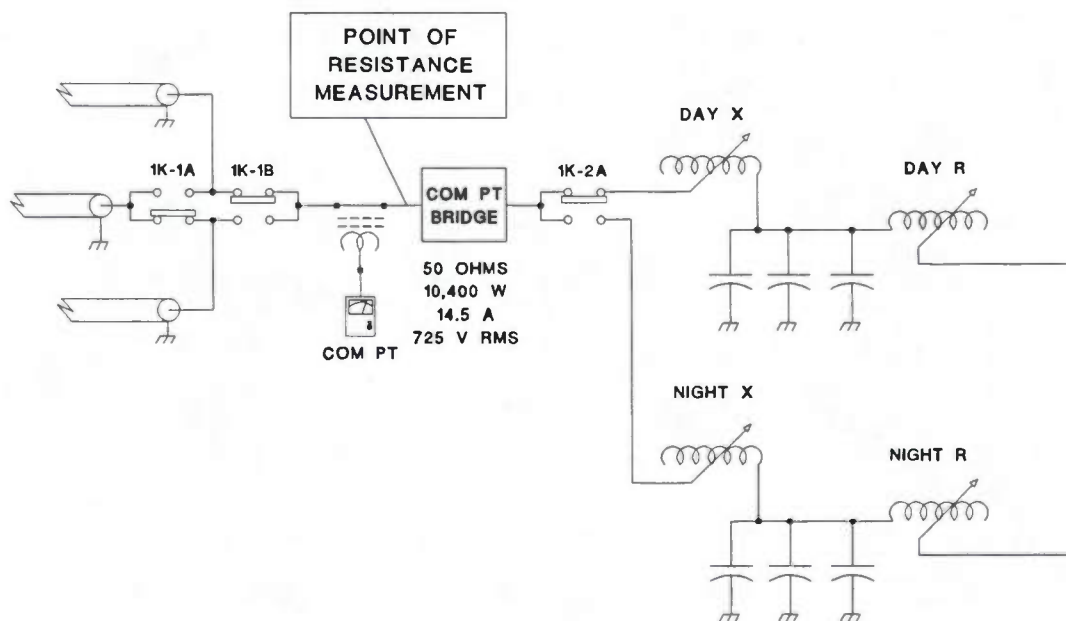 POINT OF
RESISTANCE
MEASUREMENT
DAY X
DAY R
1K-1A
1K-1B
1K-2A
COM PT
BRIDGE
50 OHMS
10,400 W
14.5 A
725 V RMS
COM PT
NIGHT X
NIGHT R